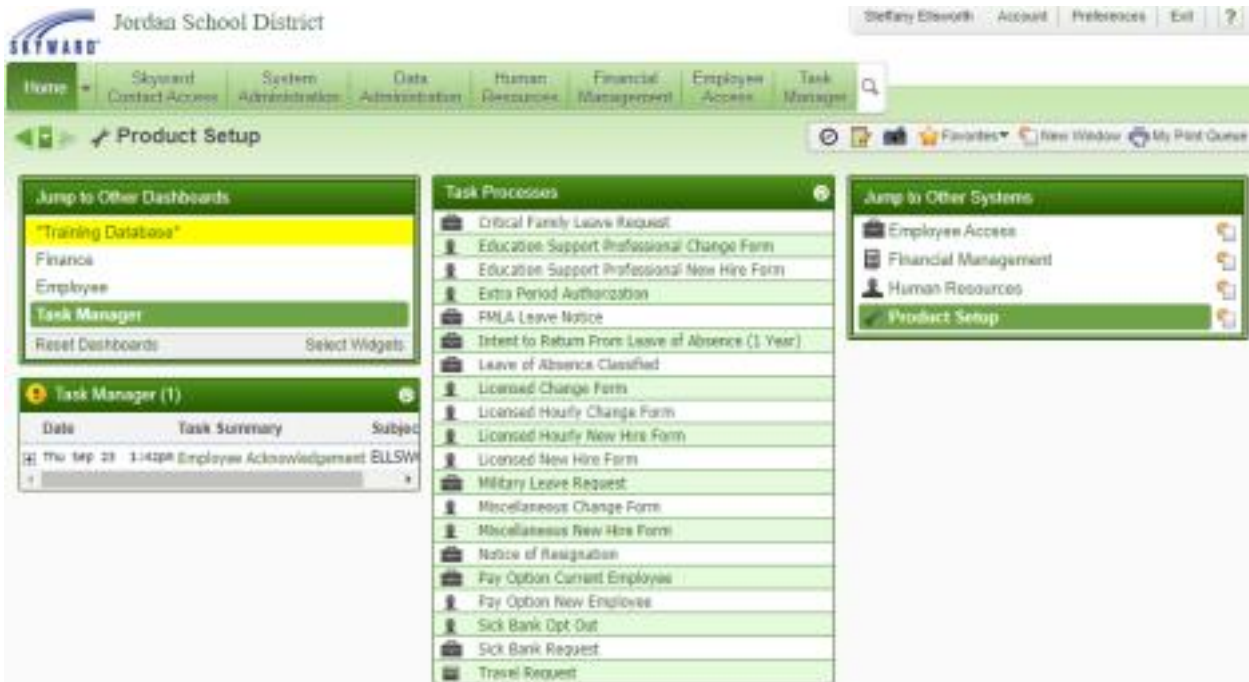 Jordan School District
SKYWARD
Steffany Ellsworth Account Preferences Exit ?
Home Skyward Contact Access System Administration Data Administration Human Resources Financial Management Employee Access Task Manager
Product Setup
Favorites New Window My Print Queue
Jump to Other Dashboards
"Training Database"
Finance
Employee
Task Manager
Reset Dashboards Select Widgets
Task Manager (1)
Date Task Summary Subjec
Thu Sep 23 1:42pm Employee Acknowledgement ELLSW
Task Processes
Critical Family Leave Request
Education Support Professional Change Form
Education Support Professional New Hire Form
Extra Period Authorization
FMLA Leave Notice
Intent to Return From Leave of Absence (1 Year)
Leave of Absence Classified
Licensed Change Form
Licensed Hourly Change Form
Licensed Hourly New Hire Form
Licensed New Hire Form
Military Leave Request
Miscellaneous Change Form
Miscellaneous New Hire Form
Notice of Resignation
Pay Option Current Employee
Pay Option New Employee
Sick Bank Opt Out
Sick Bank Request
Travel Request
Jump to Other Systems
Employee Access
Financial Management
Human Resources
Product Setup